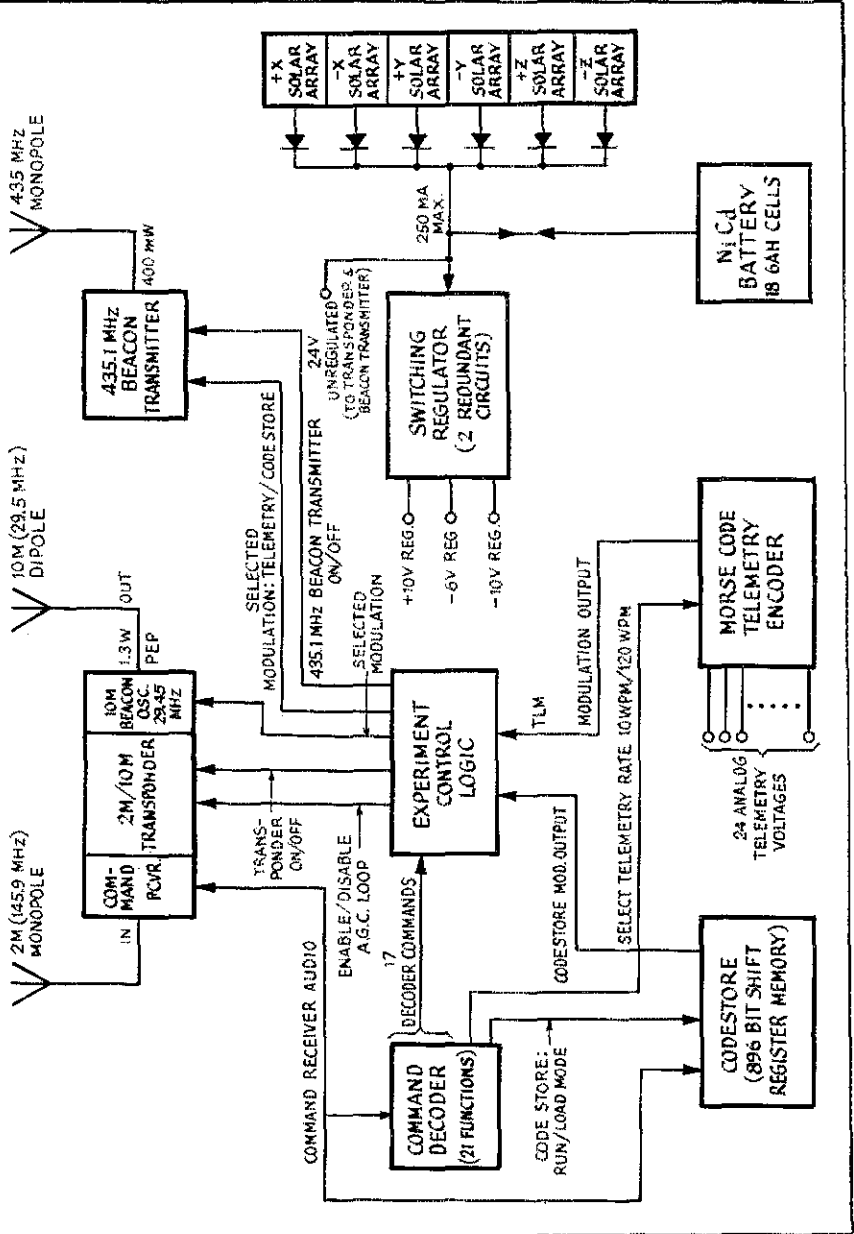 2M (145.9 MHz)
MONOPOLE
10M (29.5 MHz)
DIPOLE
435 MHz
MONOPOLE
IN
COM-
MAND
RCVR.
2M/10M
TRANSPONDER
10M
BEACON
OSC.
29.45
MHz
1.3W OUT
PEP
435.1 MHz
BEACON
TRANSMITTER
400 mW
COMMAND RECEIVER AUDIO
ENABLE/DISABLE
A.G.C. LOOP
TRANS-
PONDER
ON/OFF
SELECTED
MODULATION
SELECTED
MODULATION: TELEMETRY/CODESTORE
435.1 MHz BEACON TRANSMITTER
ON/OFF
24V
UNREGULATED
(TO TRANSPONDER &
BEACON TRANSMITTER)
250 MA
MAX.
+X
SOLAR
ARRAY
-X
SOLAR
ARRAY
+Y
SOLAR
ARRAY
-Y
SOLAR
ARRAY
+Z
SOLAR
ARRAY
-Z
SOLAR
ARRAY
COMMAND
DECODER
(21 FUNCTIONS)
17
DECODER COMMANDS
EXPERIMENT
CONTROL
LOGIC
+10V REG.
-6V REG
-10V REG.
SWITCHING
REGULATOR
(2 REDUNDANT
CIRCUITS)
CODE STORE:
RUN/LOAD MODE
CODESTORE MOD. OUTPUT
TLM
MODULATION OUTPUT
SELECT TELEMETRY RATE 10WPM/120 WPM
CODESTORE
(896 BIT SHIFT
REGISTER MEMORY)
24 ANALOG
TELEMETRY
VOLTAGES
MORSE CODE
TELEMETRY
ENCODER
NiCd
BATTERY
18 6AH CELLS